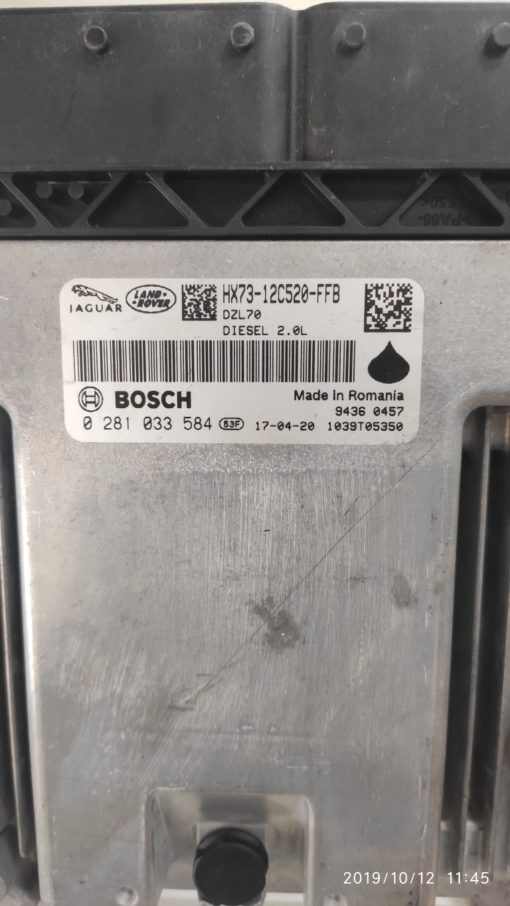 >PA66-
JAGUAR
LAND-
-ROVER
HX73-12C520-FFB
DZL70
DIESEL 2.0L
BOSCH
Made in Romania
9436 0457
0 281 033 584 53F 17-04-20 1039T05350
2019/10/12 11:45